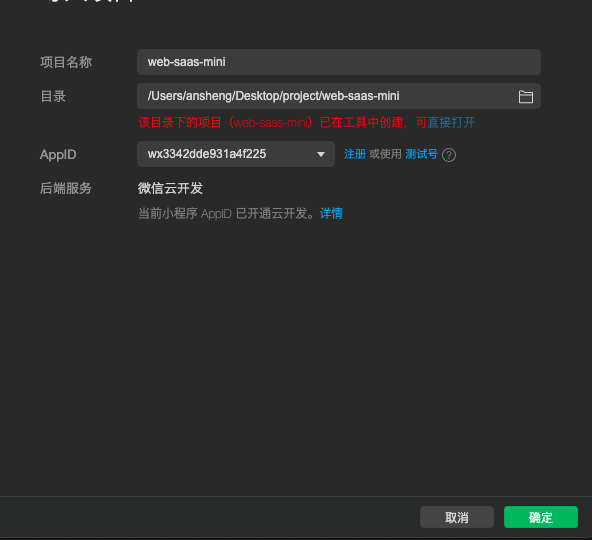 项目名称 web-saas-mini
目录 /Users/ansheng/Desktop/project/web-saas-mini
该目录下的项目（web-saas-mini）已在工具中创建，可直接打开
AppID wx3342dde931a4f225 注册 或使用 测试号 ?
后端服务 微信云开发
当前小程序 AppID 已开通云开发。详情
取消 确定